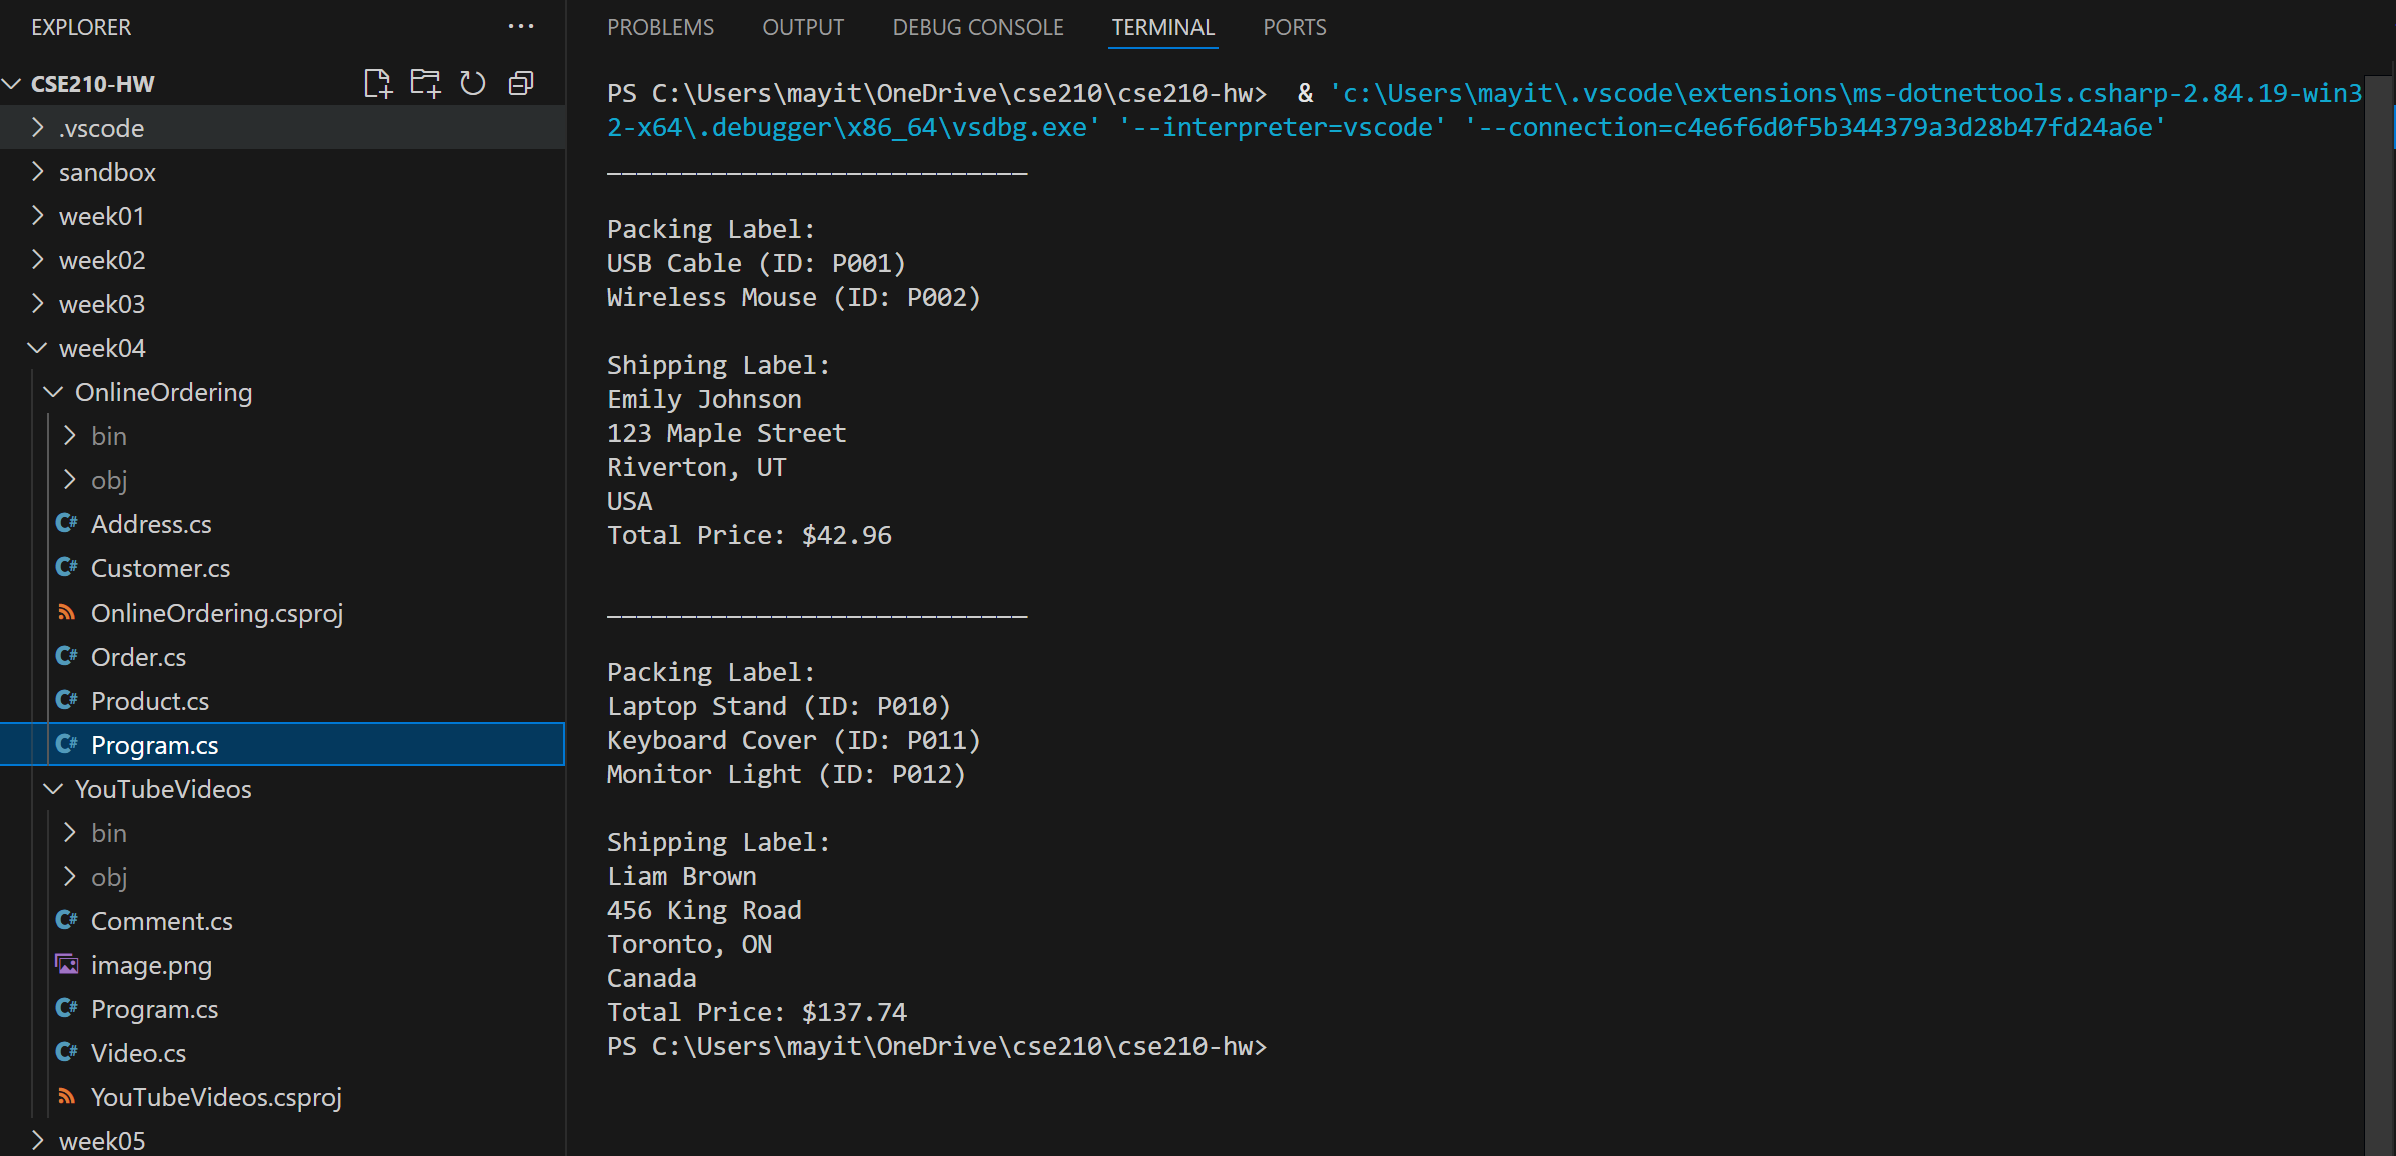 EXPLORER
CSE210-HW
.vscode
sandbox
week01
week02
week03
week04
OnlineOrdering
bin
obj
Address.cs
Customer.cs
OnlineOrdering.csproj
Order.cs
Product.cs
Program.cs
YouTubeVideos
bin
obj
Comment.cs
image.png
Program.cs
Video.cs
YouTubeVideos.csproj
week05
PROBLEMS OUTPUT DEBUG CONSOLE TERMINAL PORTS
PS C:\Users\mayit\OneDrive\cse210\cse210-hw>  & 'c:\Users\mayit\.vscode\extensions\ms-dotnettools.csharp-2.84.19-win3
2-x64\.debugger\x86_64\vsdbg.exe' '--interpreter=vscode' '--connection=c4e6f6d0f5b344379a3d28b47fd24a6e'
____________________________
Packing Label:
USB Cable (ID: P001)
Wireless Mouse (ID: P002)
Shipping Label:
Emily Johnson
123 Maple Street
Riverton, UT
USA
Total Price: $42.96
____________________________
Packing Label:
Laptop Stand (ID: P010)
Keyboard Cover (ID: P011)
Monitor Light (ID: P012)
Shipping Label:
Liam Brown
456 King Road
Toronto, ON
Canada
Total Price: $137.74
PS C:\Users\mayit\OneDrive\cse210\cse210-hw>